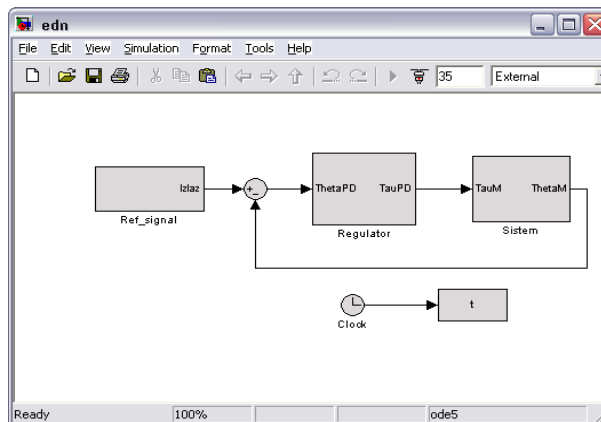 edn
File Edit View Simulation Format Tools Help
35 External
Izlaz
+_
ThetaPD TauPD
TauM ThetaM
Ref_signal
Regulator
Sistem
t
Clock
Ready 100% ode5